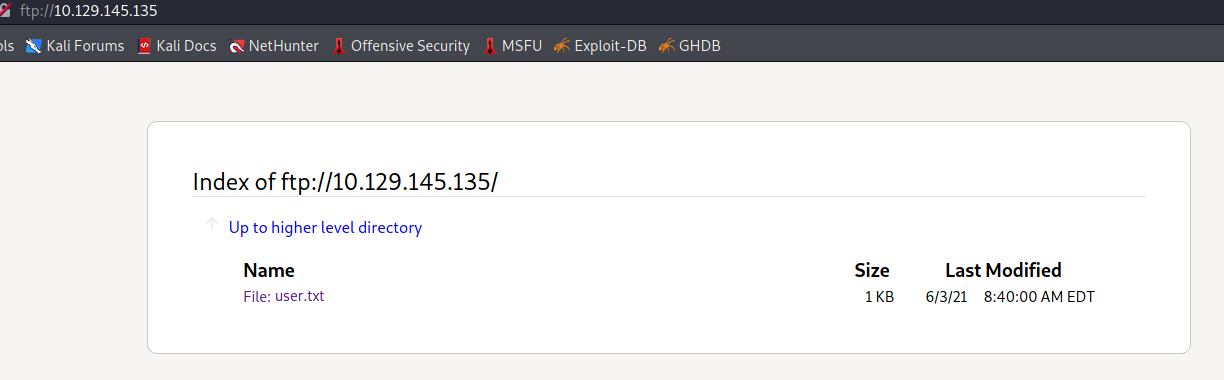 ftp://10.129.145.135
ols Kali Forums Kali Docs NetHunter Offensive Security MSFU Exploit-DB GHDB
Index of ftp://10.129.145.135/
Up to higher level directory
Name Size Last Modified
File: user.txt 1 KB 6/3/21 8:40:00 AM EDT